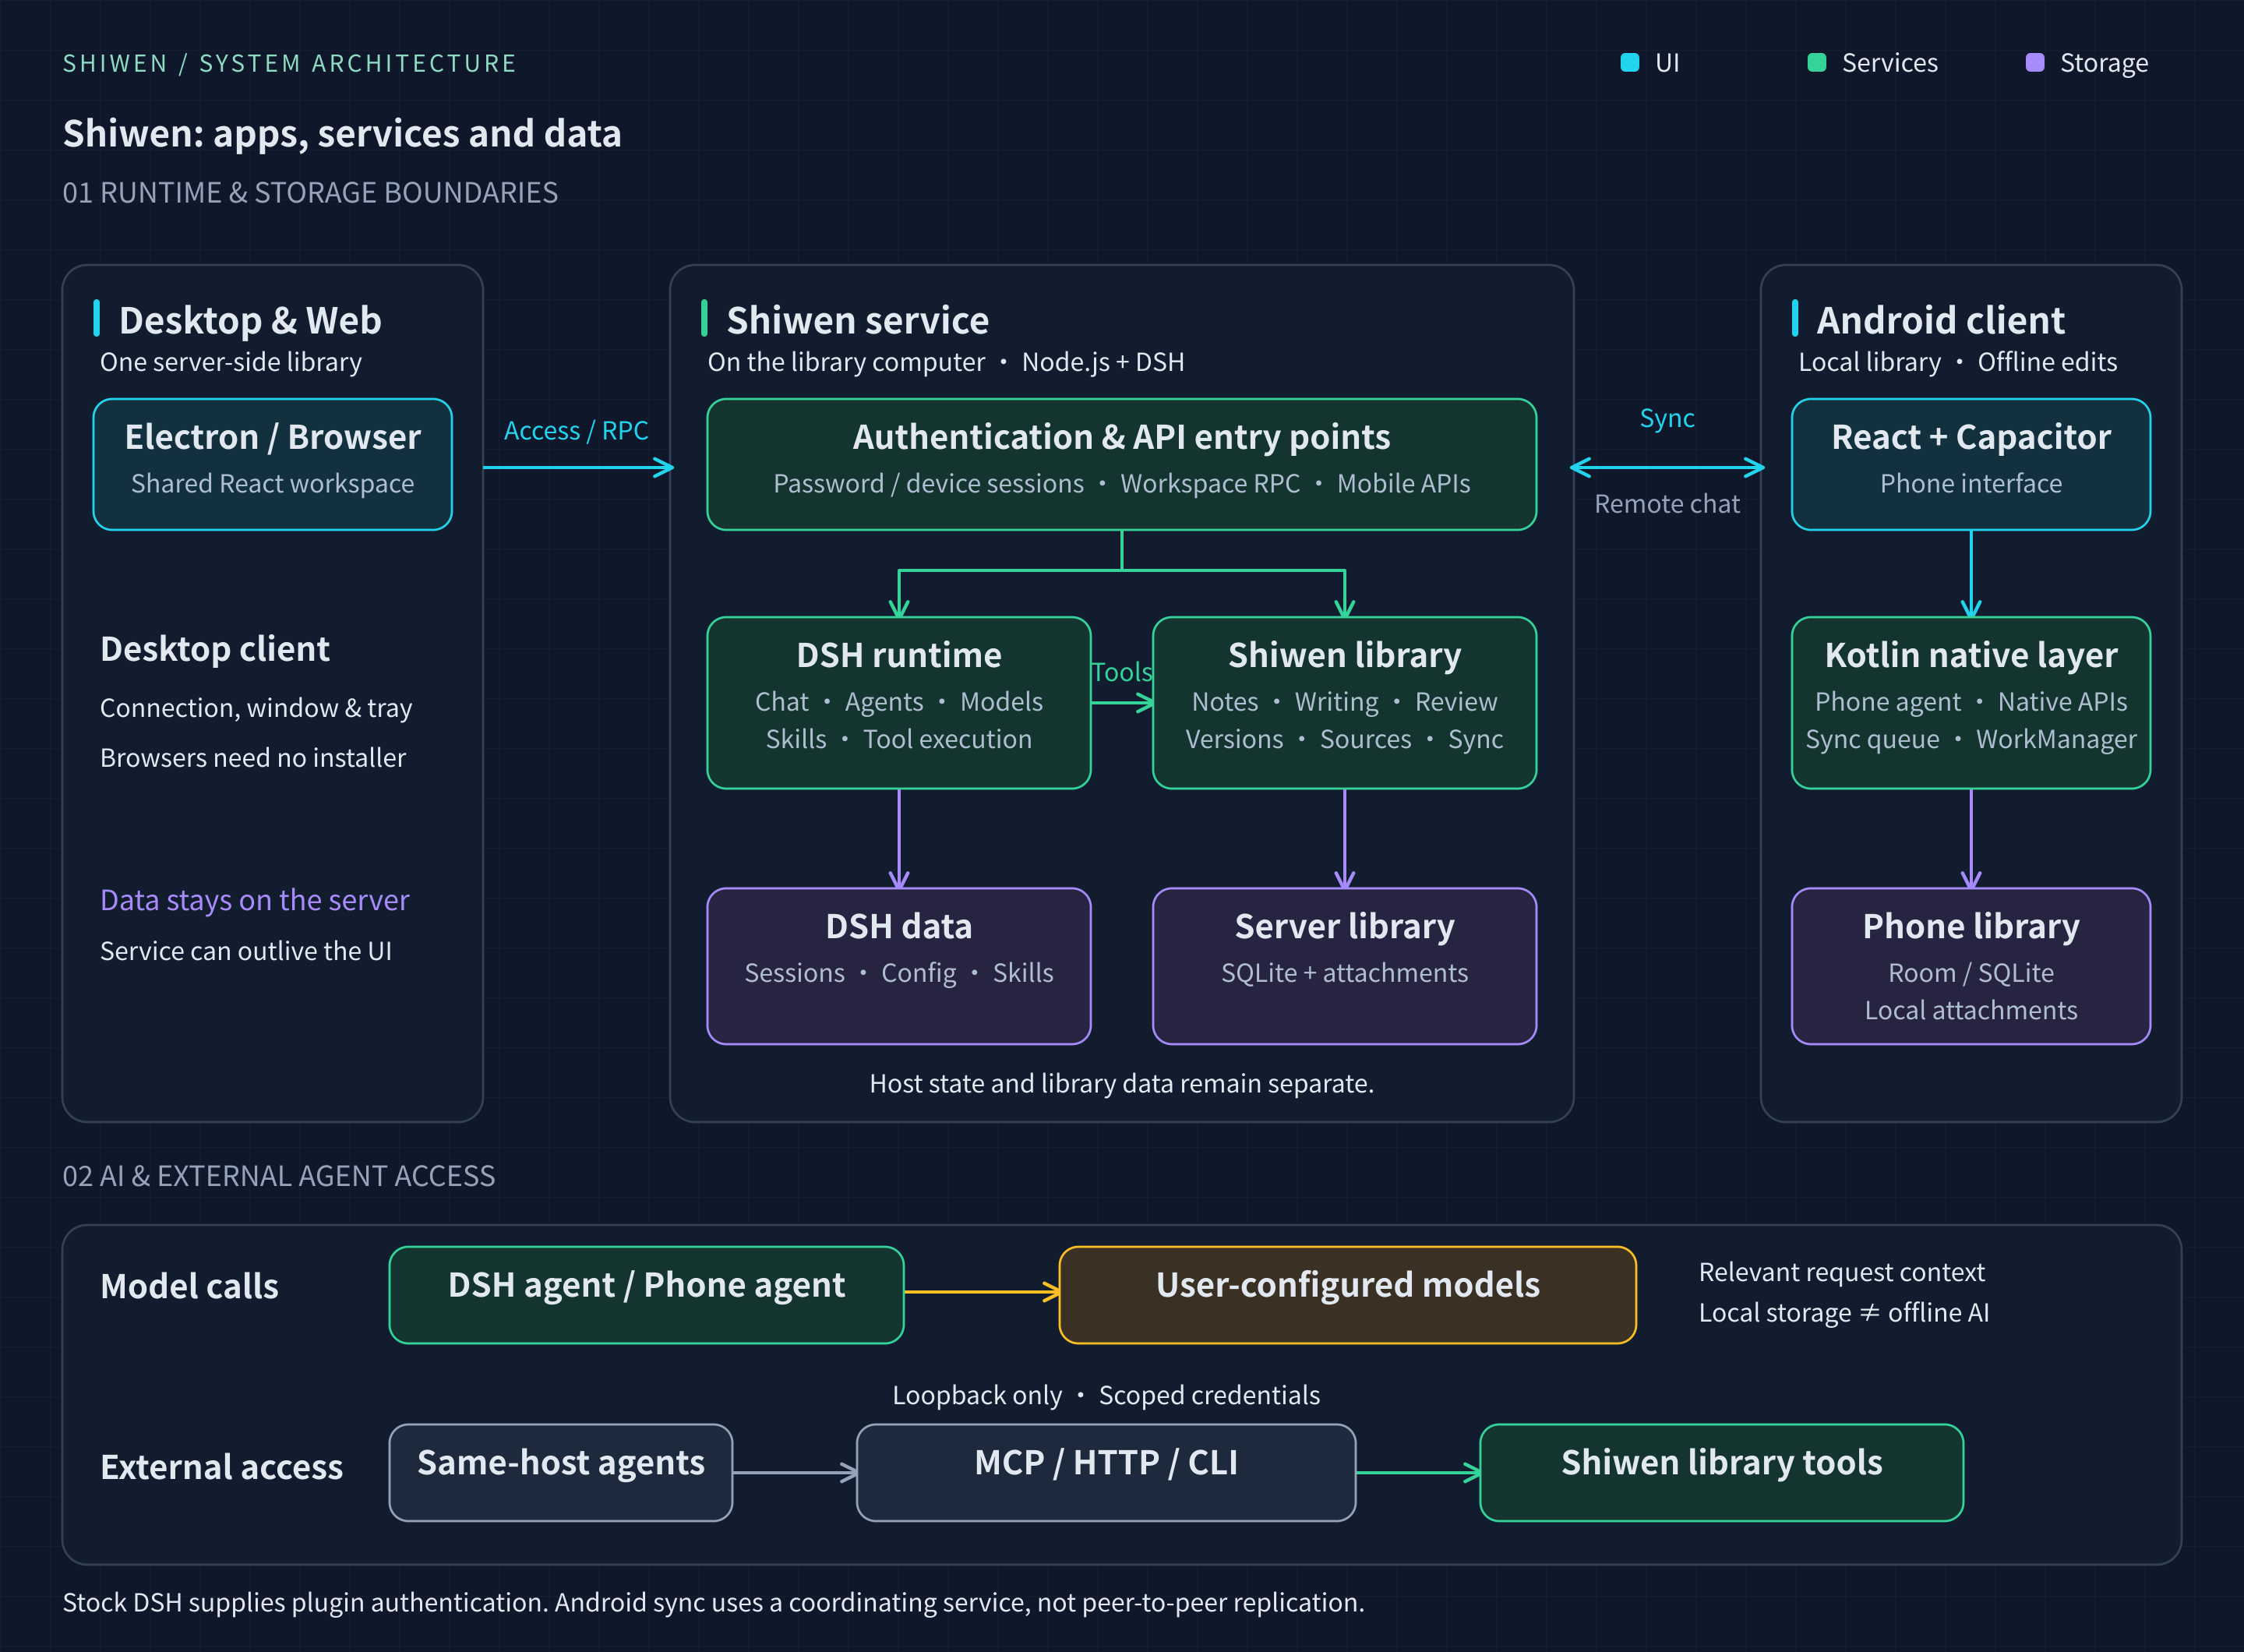 SHIWEN / SYSTEM ARCHITECTURE
UI
Services
Storage
Shiwen: apps, services and data
01 RUNTIME & STORAGE BOUNDARIES
Desktop & Web
One server-side library
Electron / Browser
Shared React workspace
Desktop client
Connection, window & tray
Browsers need no installer
Data stays on the server
Service can outlive the UI
Access / RPC
Shiwen service
On the library computer • Node.js + DSH
Authentication & API entry points
Password / device sessions • Workspace RPC • Mobile APIs
DSH runtime
Chat • Agents • Models
Skills • Tool execution
Tools
Shiwen library
Notes • Writing • Review
Versions • Sources • Sync
DSH data
Sessions • Config • Skills
Server library
SQLite + attachments
Host state and library data remain separate.
Sync
Remote chat
Android client
Local library • Offline edits
React + Capacitor
Phone interface
Kotlin native layer
Phone agent • Native APIs
Sync queue • WorkManager
Phone library
Room / SQLite
Local attachments
02 AI & EXTERNAL AGENT ACCESS
Model calls
DSH agent / Phone agent
User-configured models
Relevant request context
Local storage ≠ offline AI
Loopback only • Scoped credentials
External access
Same-host agents
MCP / HTTP / CLI
Shiwen library tools
Stock DSH supplies plugin authentication. Android sync uses a coordinating service, not peer-to-peer replication.